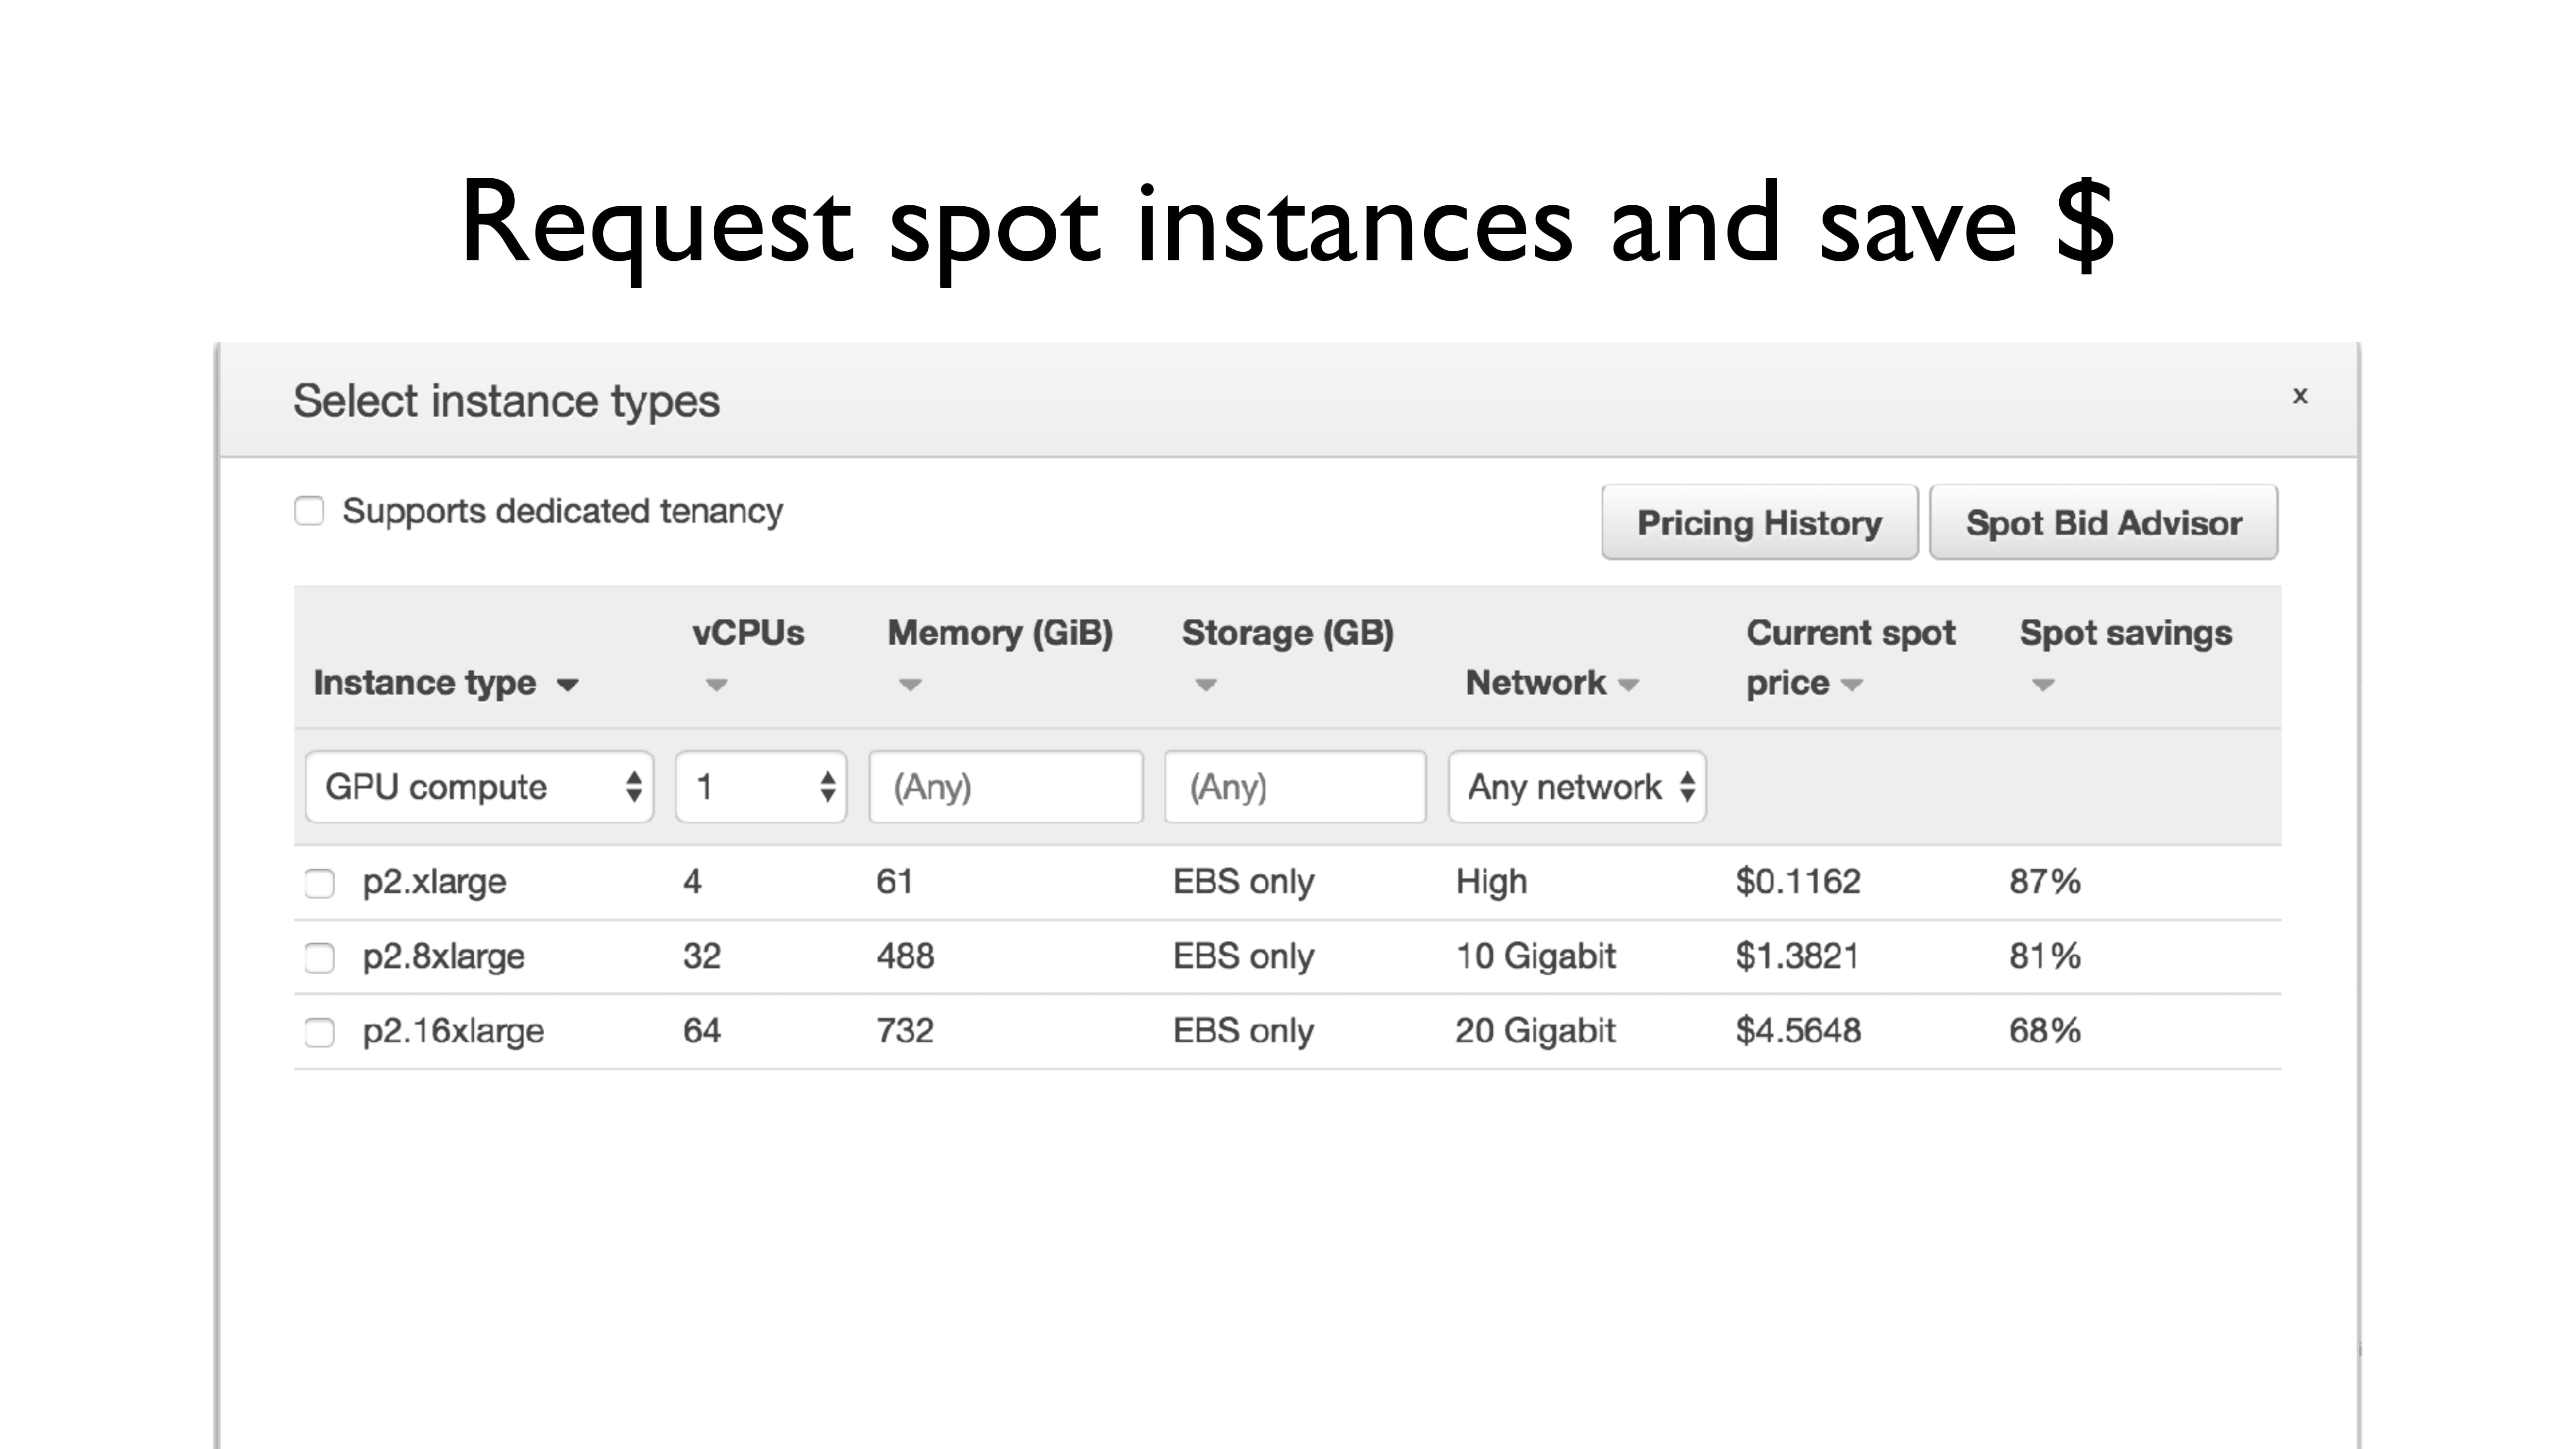 Request spot instances and save $
Select instance types
x
Supports dedicated tenancy
Pricing History
Spot Bid Advisor
Instance type vCPUs Memory (GiB) Storage (GB) Network Current spot price Spot savings
GPU compute 1 (Any) (Any) Any network
p2.xlarge 4 61 EBS only High $0.1162 87%
p2.8xlarge 32 488 EBS only 10 Gigabit $1.3821 81%
p2.16xlarge 64 732 EBS only 20 Gigabit $4.5648 68%